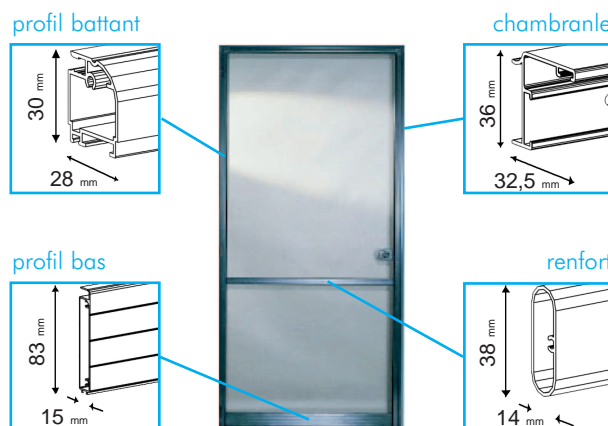 profil battant
30 mm
28 mm
chambranle
36 mm
32,5 mm
profil bas
83 mm
15 mm
renfort
38 mm
14 mm